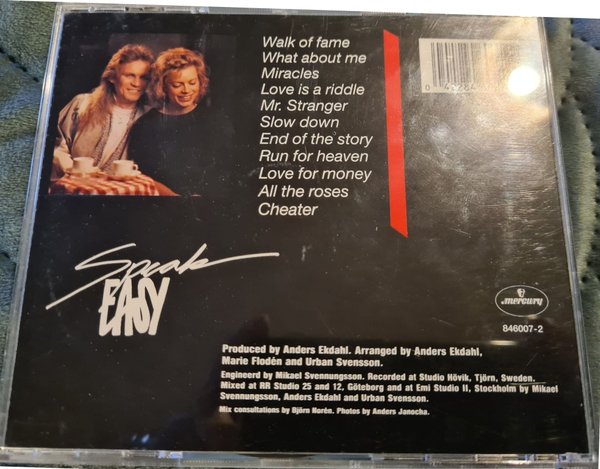 Walk of fame
What about me
Miracles
Love is a riddle
Mr. Stranger
Slow down
End of the story
Run for heaven
Love for money
All the roses
Cheater
Speak
EASY
mercury
846007-2
Produced by Anders Ekdahl. Arranged by Anders Ekdahl,
Marie Flodén and Urban Svensson.
Engineerd by Mikael Svennungsson. Recorded at Studio Hövik, Tjörn, Sweden.
Mixed at RR Studio 25 and 12, Göteborg and at Emi Studio II, Stockholm by Mikael
Svennungsson, Anders Ekdahl and Urban Svensson.
Mix consultations by Björn Norén. Photos by Anders Janocha.